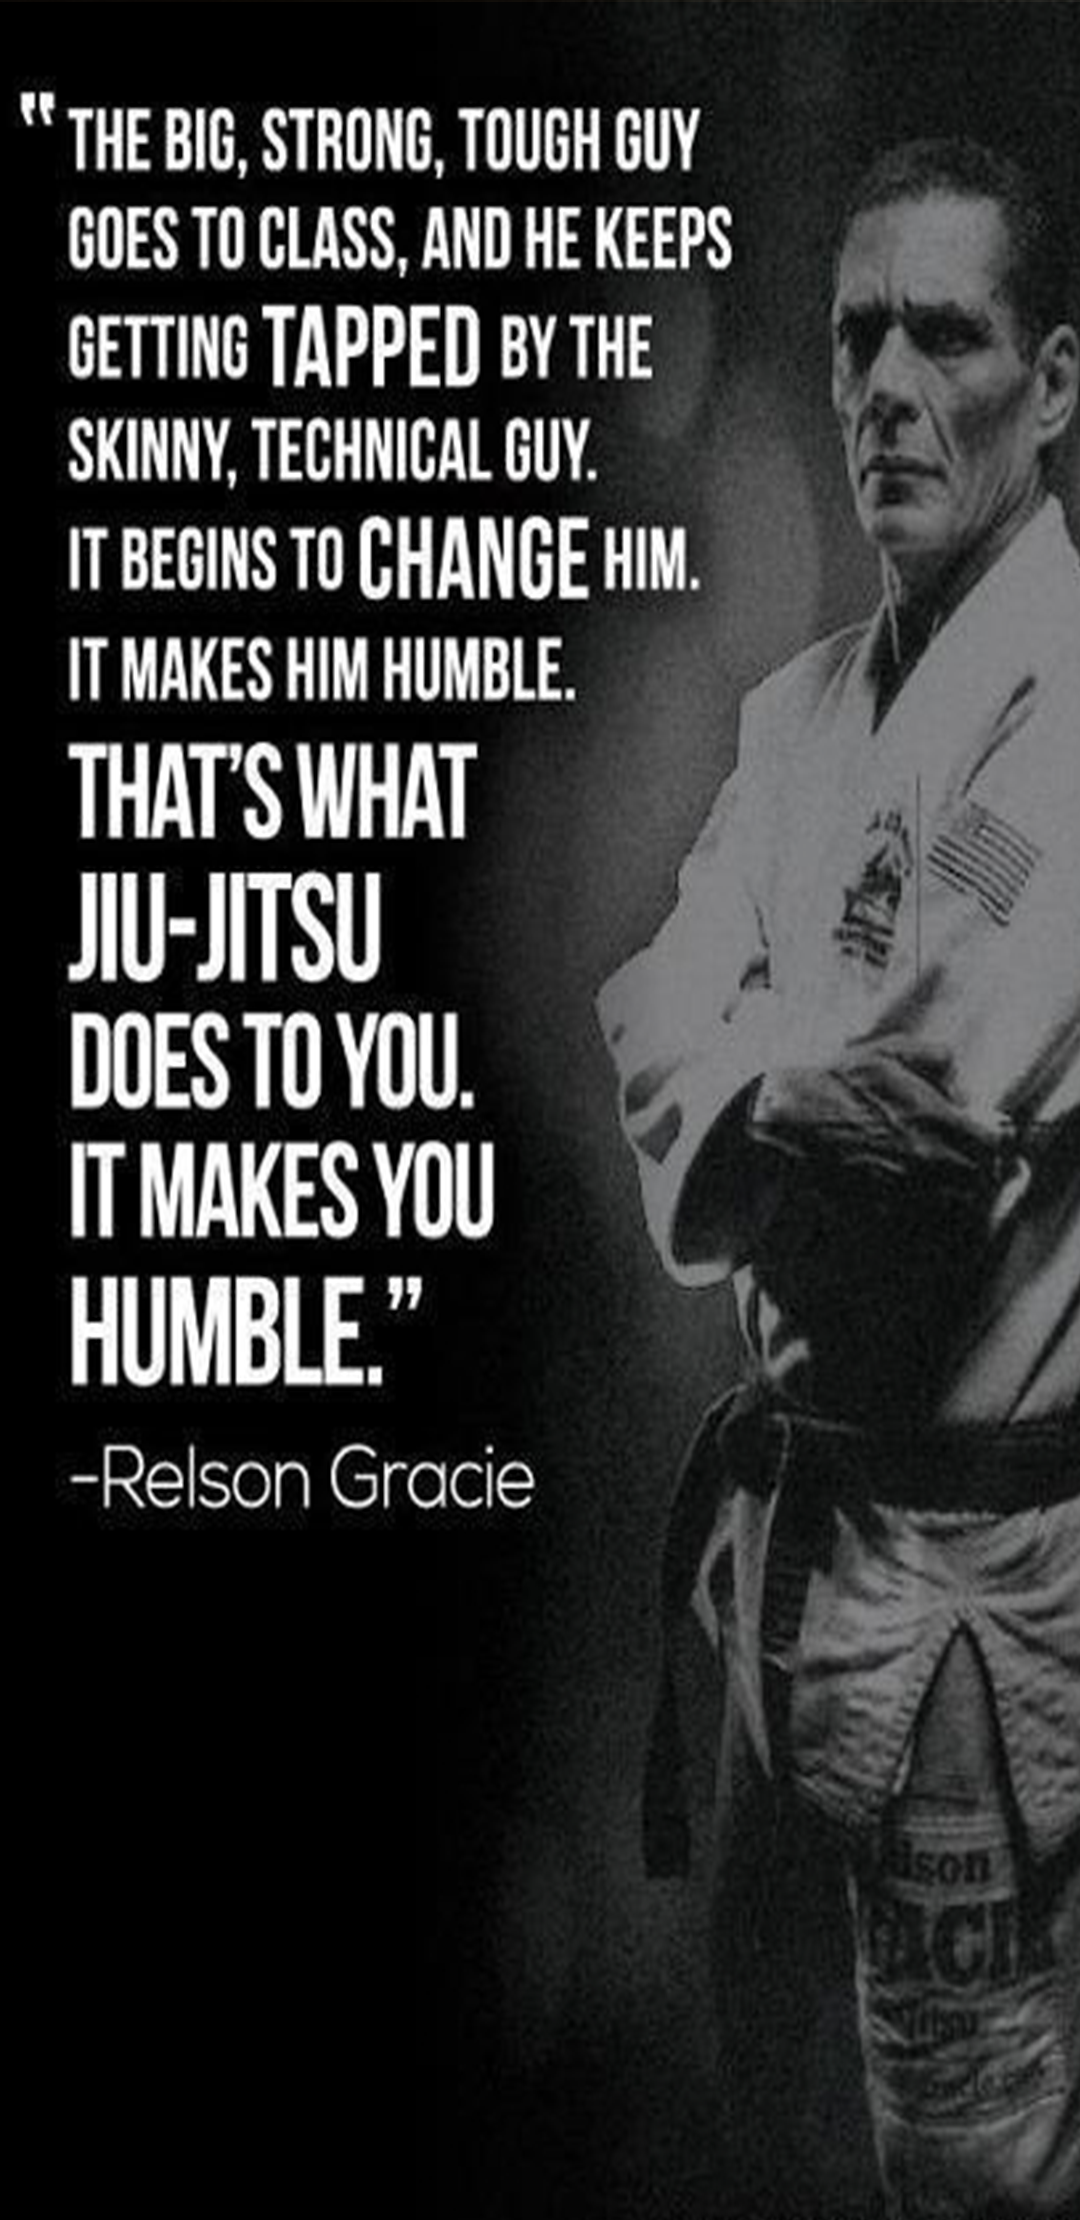 "THE BIG, STRONG, TOUGH GUY
GOES TO CLASS, AND HE KEEPS
GETTING TAPPED BY THE
SKINNY, TECHNICAL GUY.
IT BEGINS TO CHANGE HIM.
IT MAKES HIM HUMBLE.
THAT'S WHAT
JIU-JITSU
DOES TO YOU.
IT MAKES YOU
HUMBLE."
-Relson Gracie